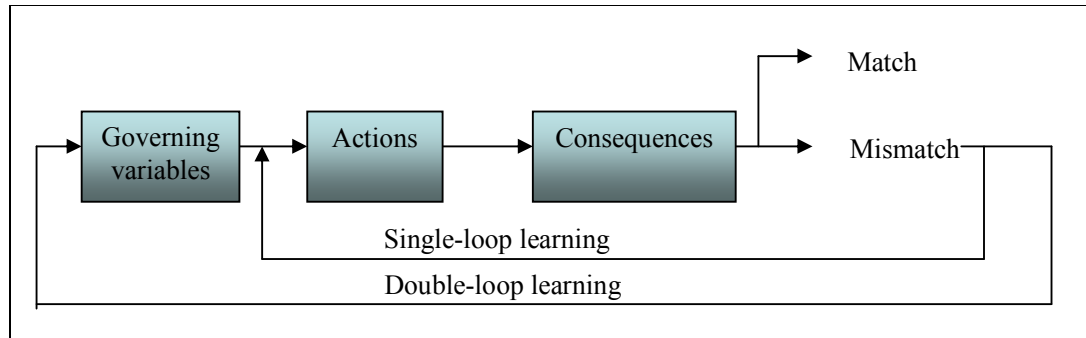 Match
Governing
variables
Actions
Consequences
Mismatch
Single-loop learning
Double-loop learning